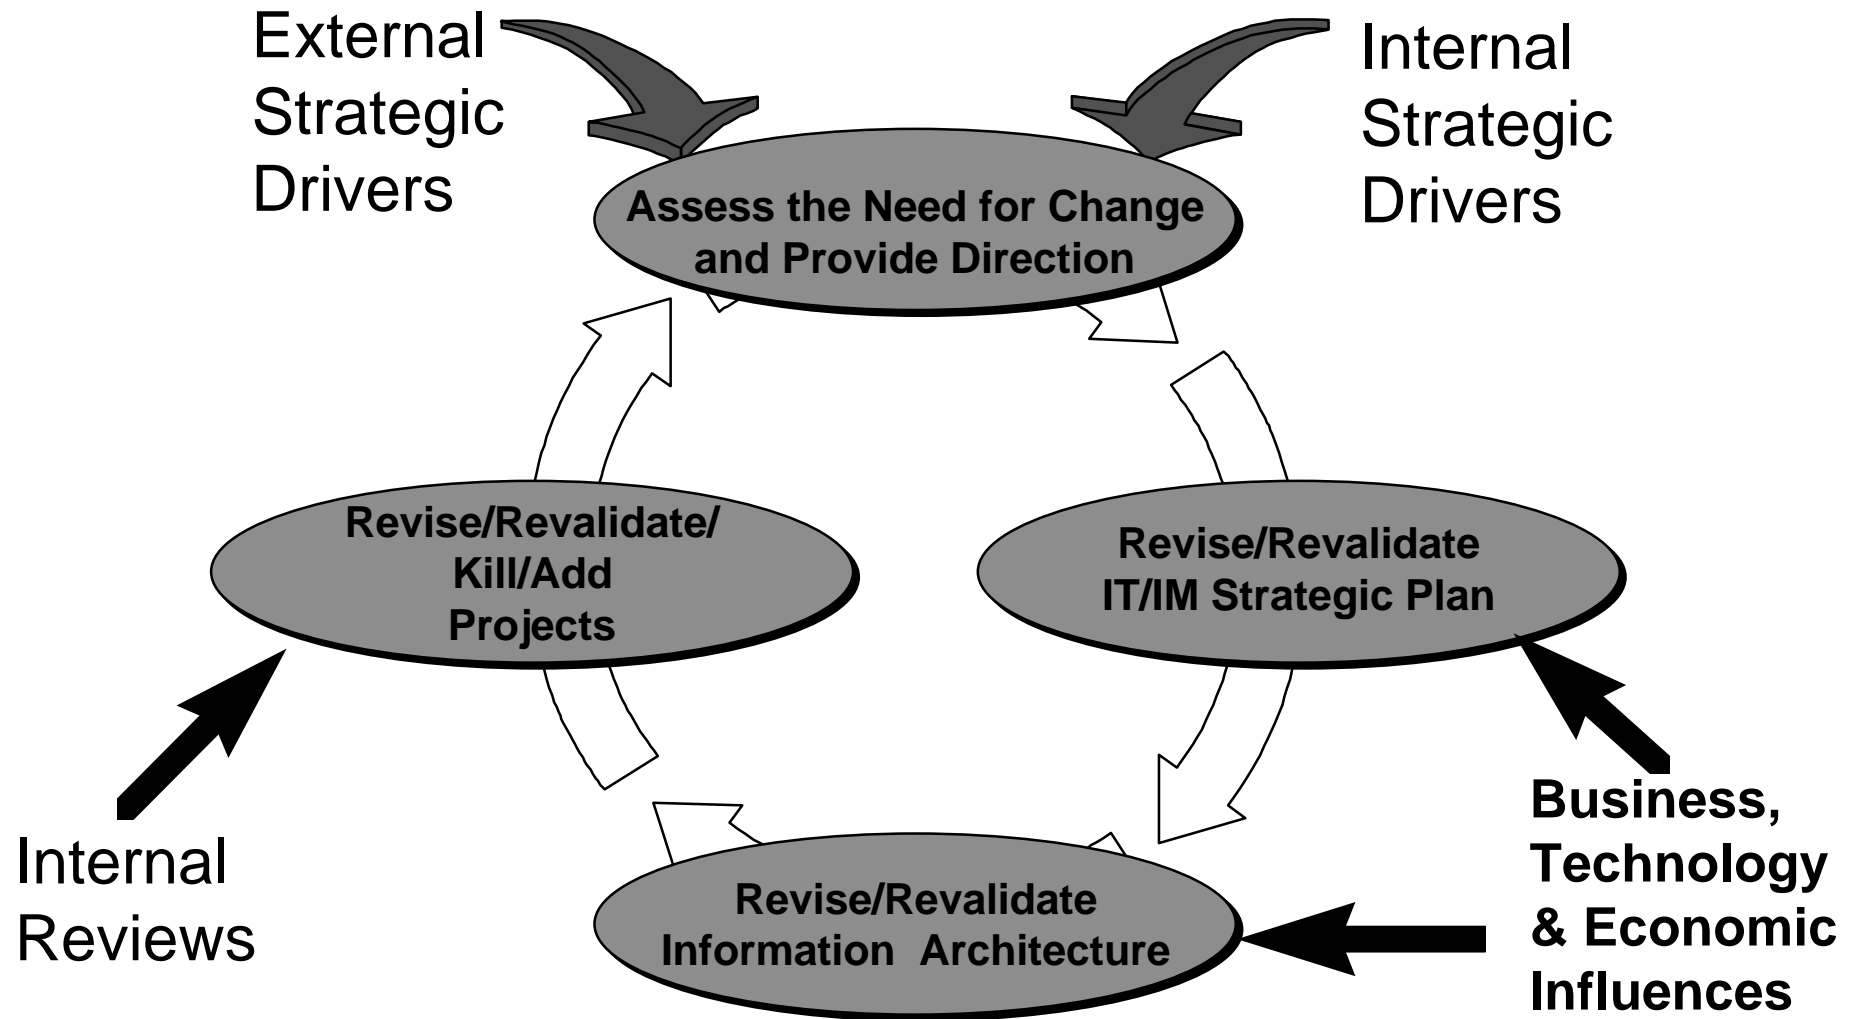 External
Strategic
Drivers
Internal
Strategic
Drivers
Assess the Need for Change
and Provide Direction
Revise/Revalidate/
Kill/Add
Projects
Revise/Revalidate
IT/IM Strategic Plan
Internal
Reviews
Revise/Revalidate
Information Architecture
Business,
Technology
& Economic
Influences